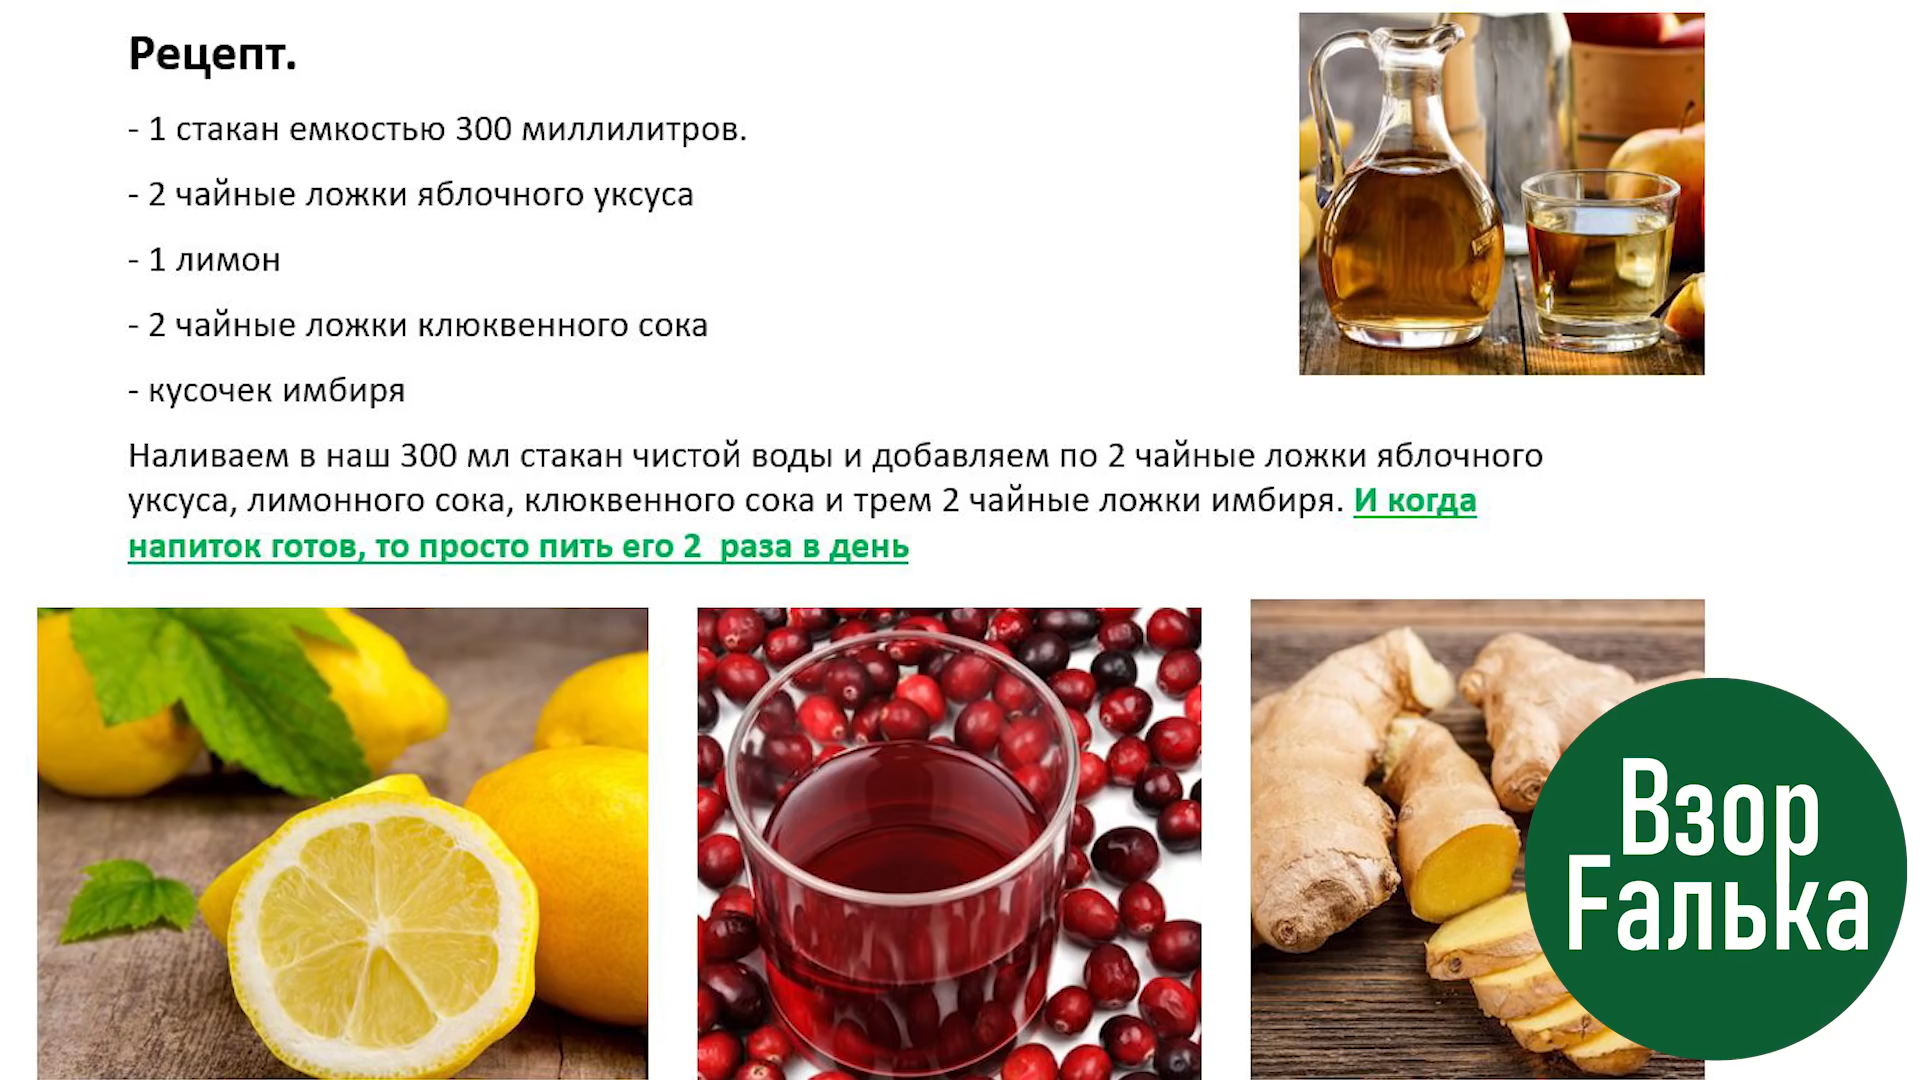 Рецепт.
- 1 стакан емкостью 300 миллилитров.
- 2 чайные ложки яблочного уксуса
- 1 лимон
- 2 чайные ложки клюквенного сока
- кусочек имбиря
Наливаем в наш 300 мл стакан чистой воды и добавляем по 2 чайные ложки яблочного
уксуса, лимонного сока, клюквенного сока и трем 2 чайные ложки имбиря. И когда
напиток готов, то просто пить его 2 раза в день
Взор
Fалька